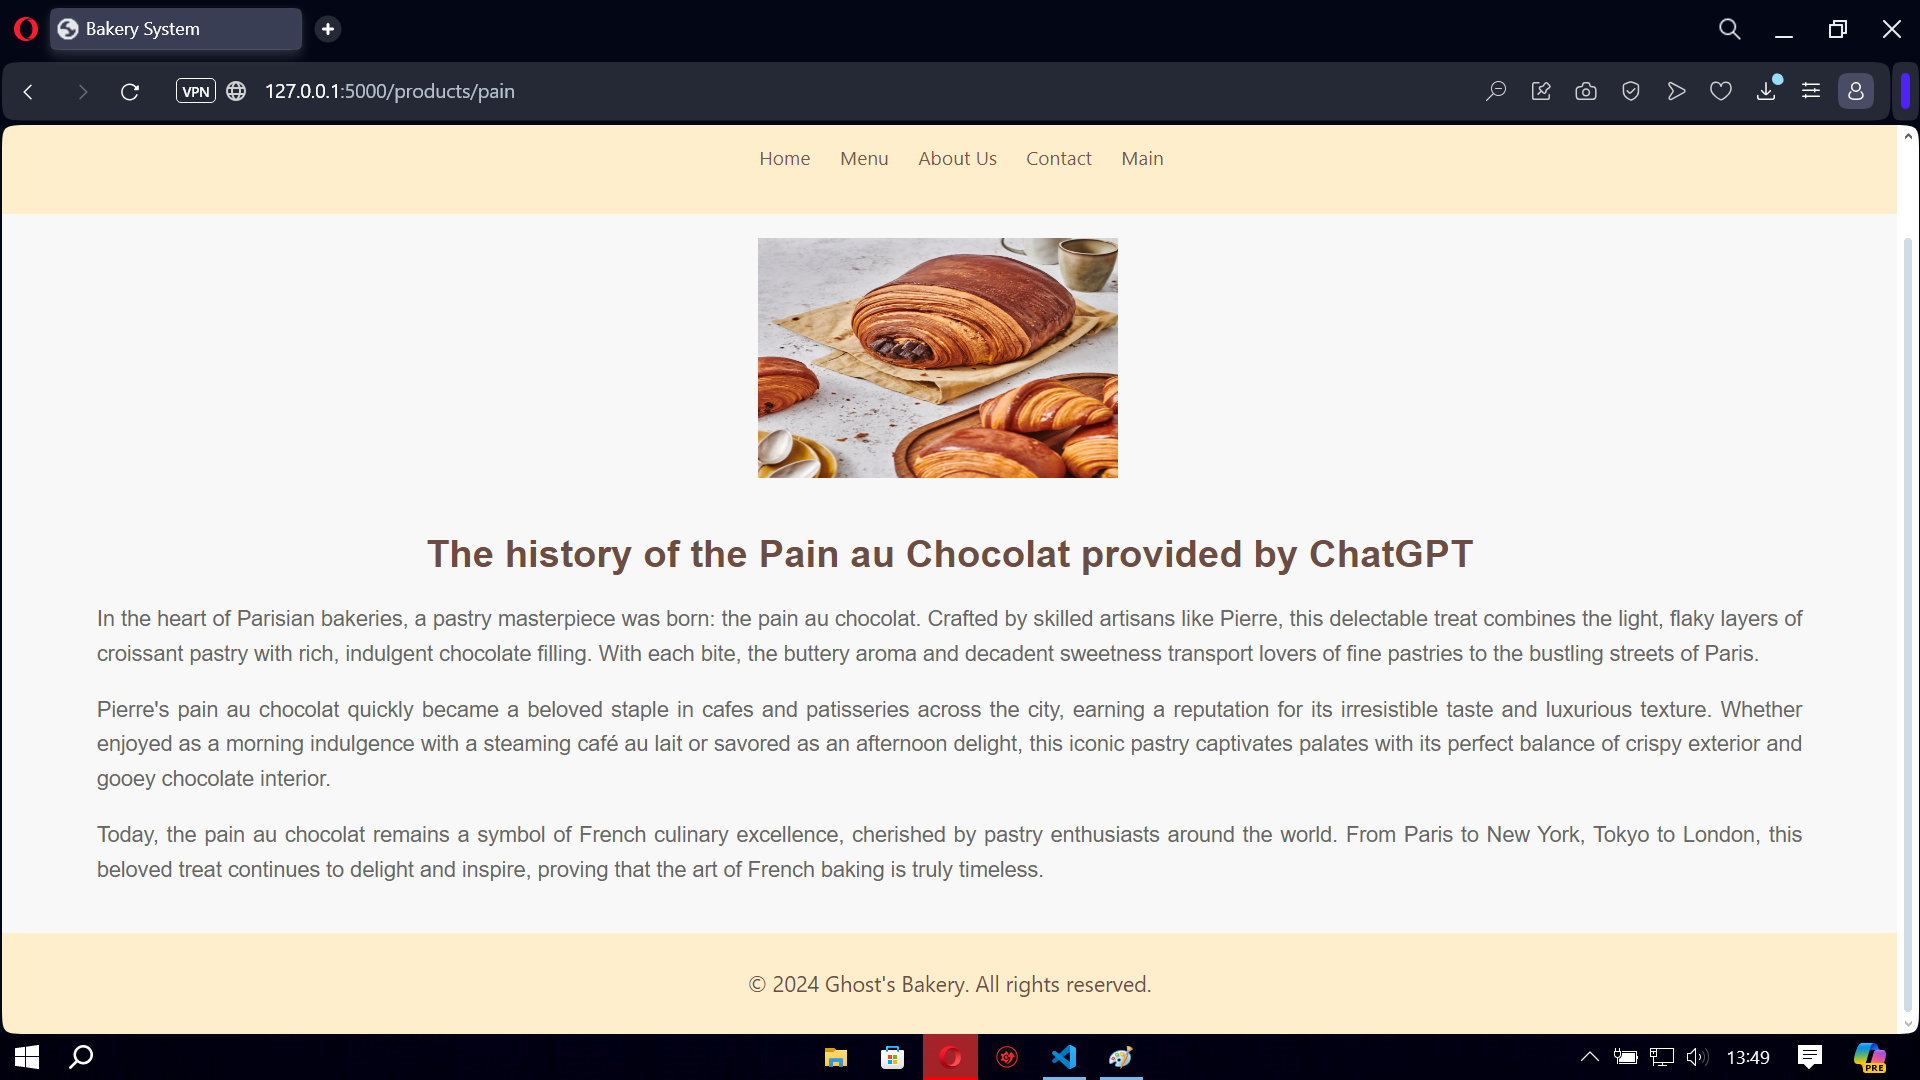 Bakery System
VPN
127.0.0.1:5000/products/pain
Home Menu About Us Contact Main
The history of the Pain au Chocolat provided by ChatGPT
In the heart of Parisian bakeries, a pastry masterpiece was born: the pain au chocolat. Crafted by skilled artisans like Pierre, this delectable treat combines the light, flaky layers of
croissant pastry with rich, indulgent chocolate filling. With each bite, the buttery aroma and decadent sweetness transport lovers of fine pastries to the bustling streets of Paris.
Pierre's pain au chocolat quickly became a beloved staple in cafes and patisseries across the city, earning a reputation for its irresistible taste and luxurious texture. Whether
enjoyed as a morning indulgence with a steaming café au lait or savored as an afternoon delight, this iconic pastry captivates palates with its perfect balance of crispy exterior and
gooey chocolate interior.
Today, the pain au chocolat remains a symbol of French culinary excellence, cherished by pastry enthusiasts around the world. From Paris to New York, Tokyo to London, this
beloved treat continues to delight and inspire, proving that the art of French baking is truly timeless.
© 2024 Ghost's Bakery. All rights reserved.
13:49
PRE